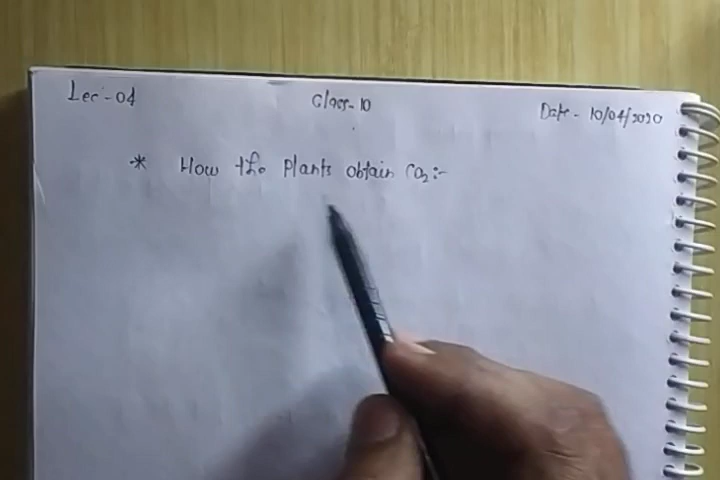 Lec-04 Class-10 Date- 10/04/2020
* How the Plants obtain CO₂:-